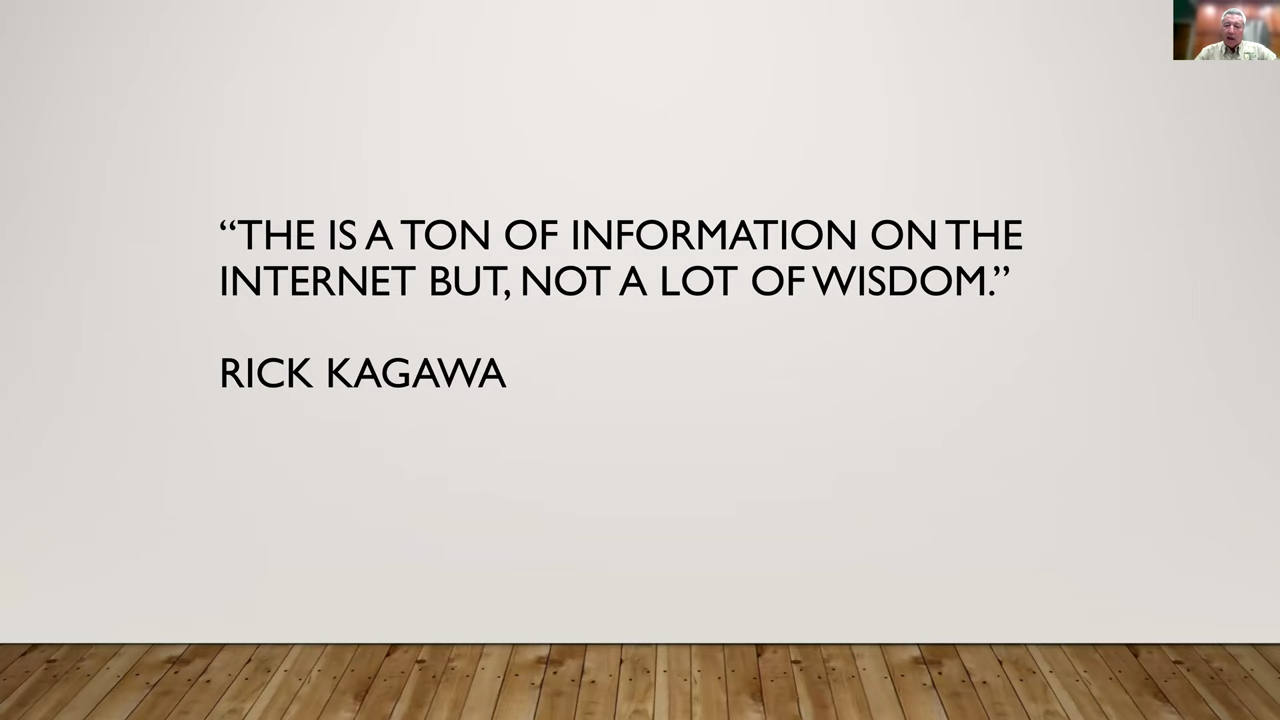 “THE IS A TON OF INFORMATION ON THE
INTERNET BUT, NOT A LOT OF WISDOM.”
RICK KAGAWA